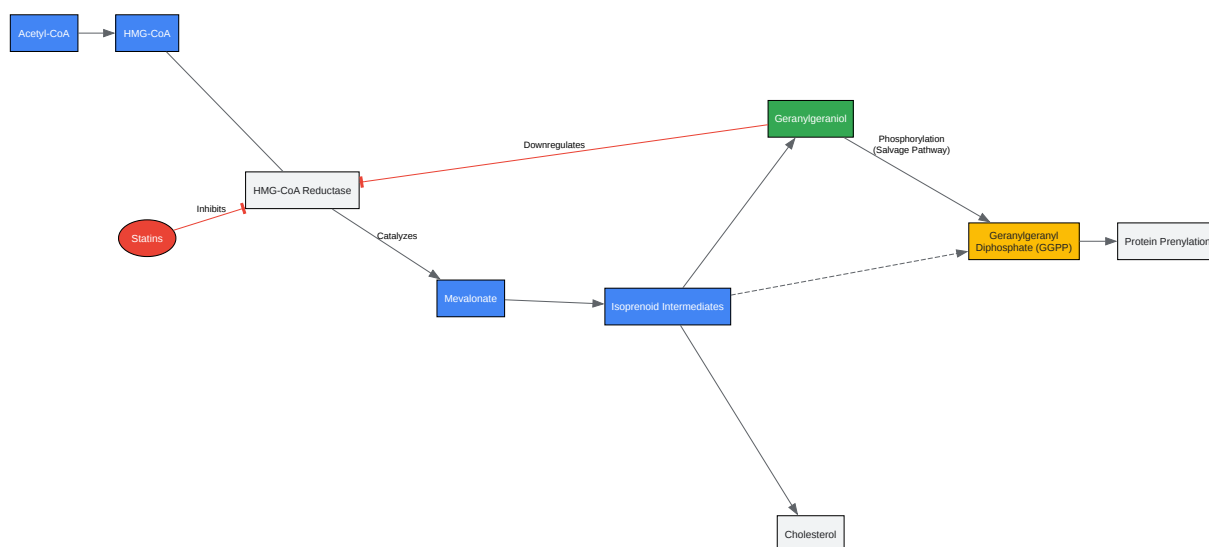 Acetyl-CoA
HMG-CoA
Geranylgeraniol
Phosphorylation
(Salvage Pathway)
Downregulates
HMG-CoA Reductase
Inhibits
Statins
Catalyzes
Geranylgeranyl
Diphosphate (GGPP)
Protein Prenylation
Mevalonate
Isoprenoid Intermediates
Cholesterol